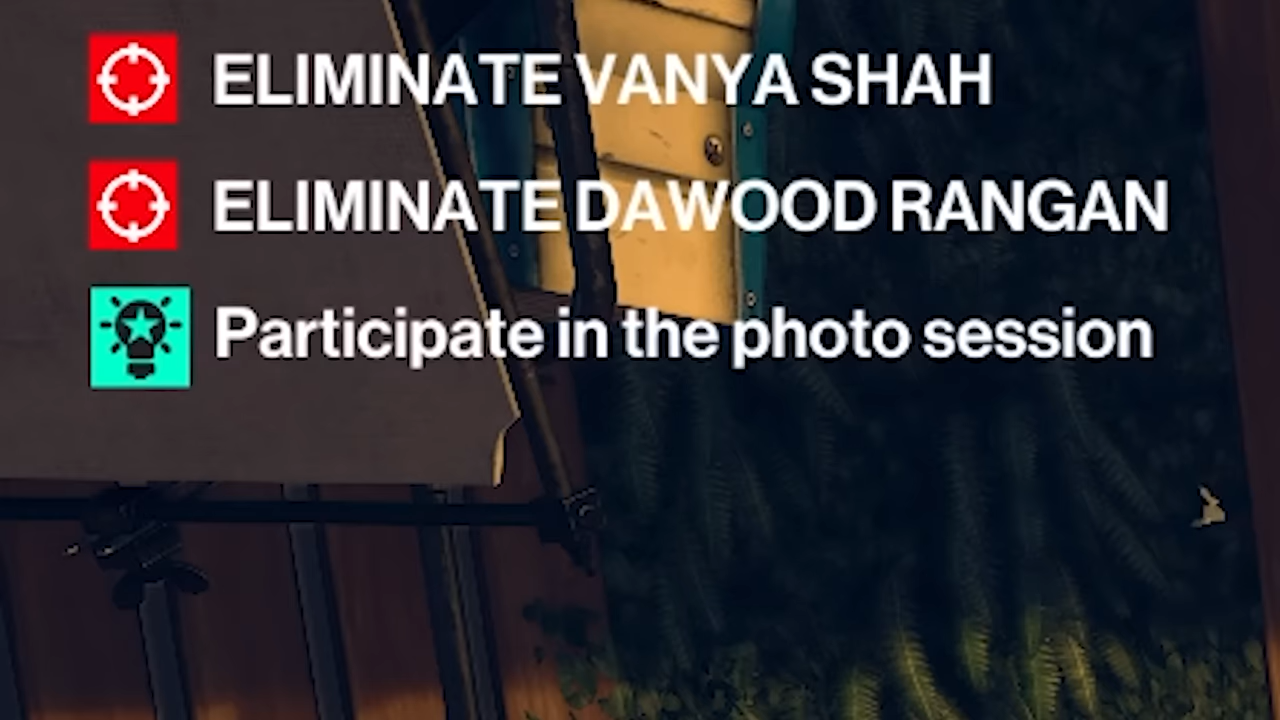 ELIMINATE VANYA SHAH
ELIMINATE DAWOOD RANGAN
Participate in the photo session